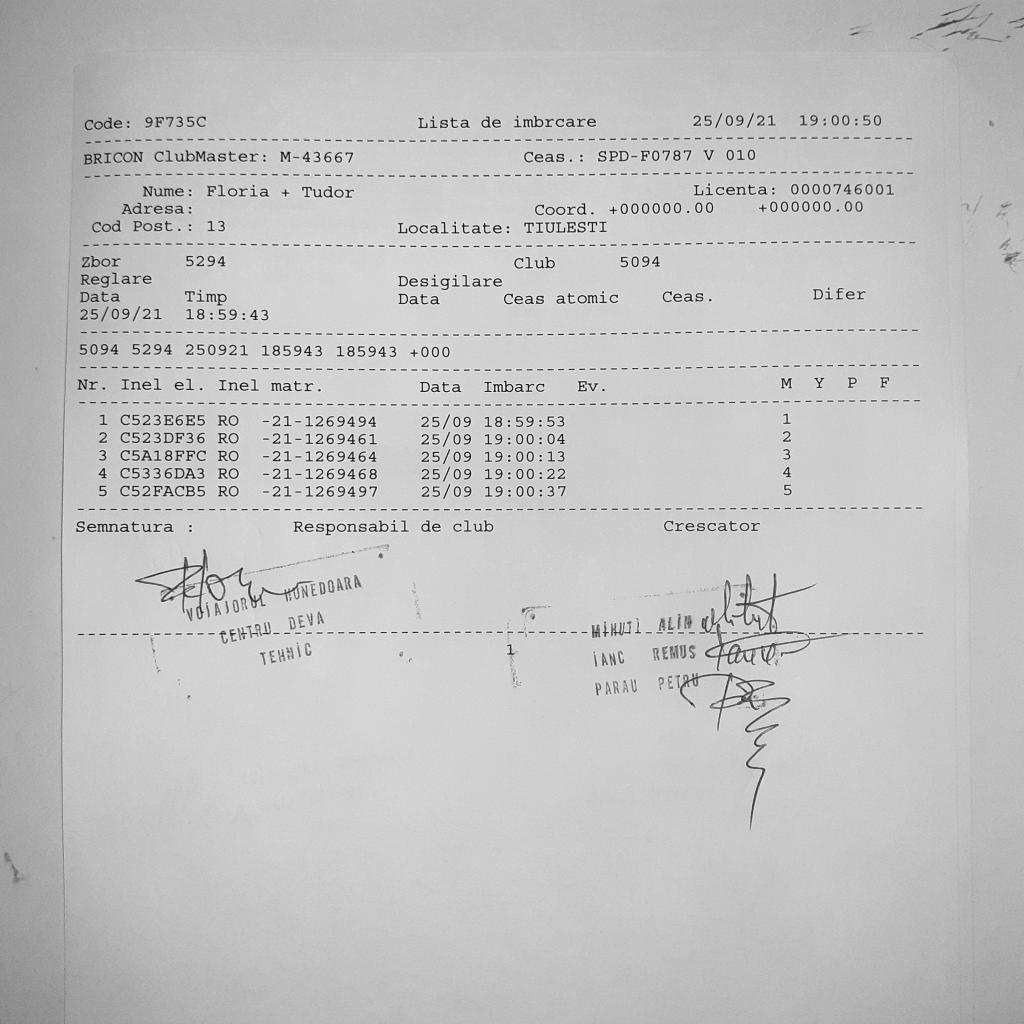 Code: 9F735C Lista de imbrcare 25/09/21 19:00:50
BRICON ClubMaster: M-43667 Ceas.: SPD-F0787 V 010
Nume: Floria + Tudor Licenta: 0000746001
Adresa: Coord. +000000.00 +000000.00
Cod Post.: 13 Localitate: TIULESTI
Zbor 5294 Club 5094
Reglare Desigilare
Data Timp Data Ceas atomic Ceas. Difer
25/09/21 18:59:43
5094 5294 250921 185943 185943 +000
Nr. Inel el. Inel matr. Data Imbarc Ev. M Y P F
1 C523E6E5 RO -21-1269494 25/09 18:59:53 1
2 C523DF36 RO -21-1269461 25/09 19:00:04 2
3 C5A18FFC RO -21-1269464 25/09 19:00:13 3
4 C5336DA3 RO -21-1269468 25/09 19:00:22 4
5 C52FACB5 RO -21-1269497 25/09 19:00:37 5
Semnatura : Responsabil de club Crescator
VOIAJORUL HUNEDOARA
CENTRU DEVA
TEHNIC
1
MIHUTI ALIN
IANC REMUS
PARAU PETRU